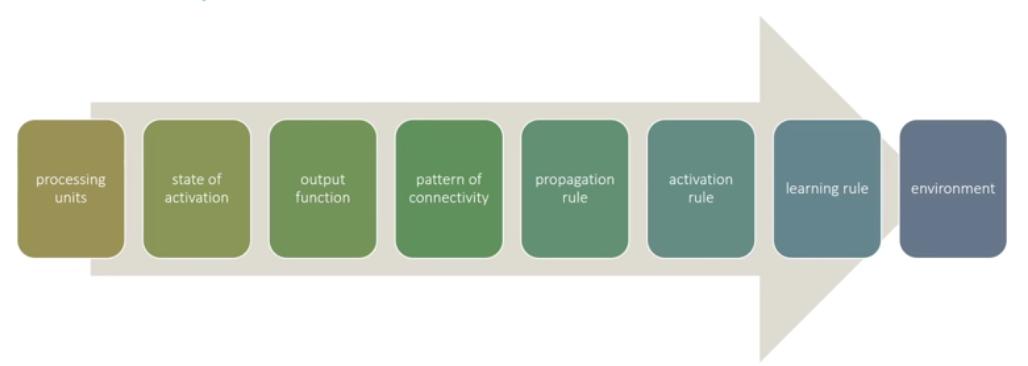 processing
units
state of
activation
output
function
pattern of
connectivity
propagation
rule
activation
rule
learning rule
environment